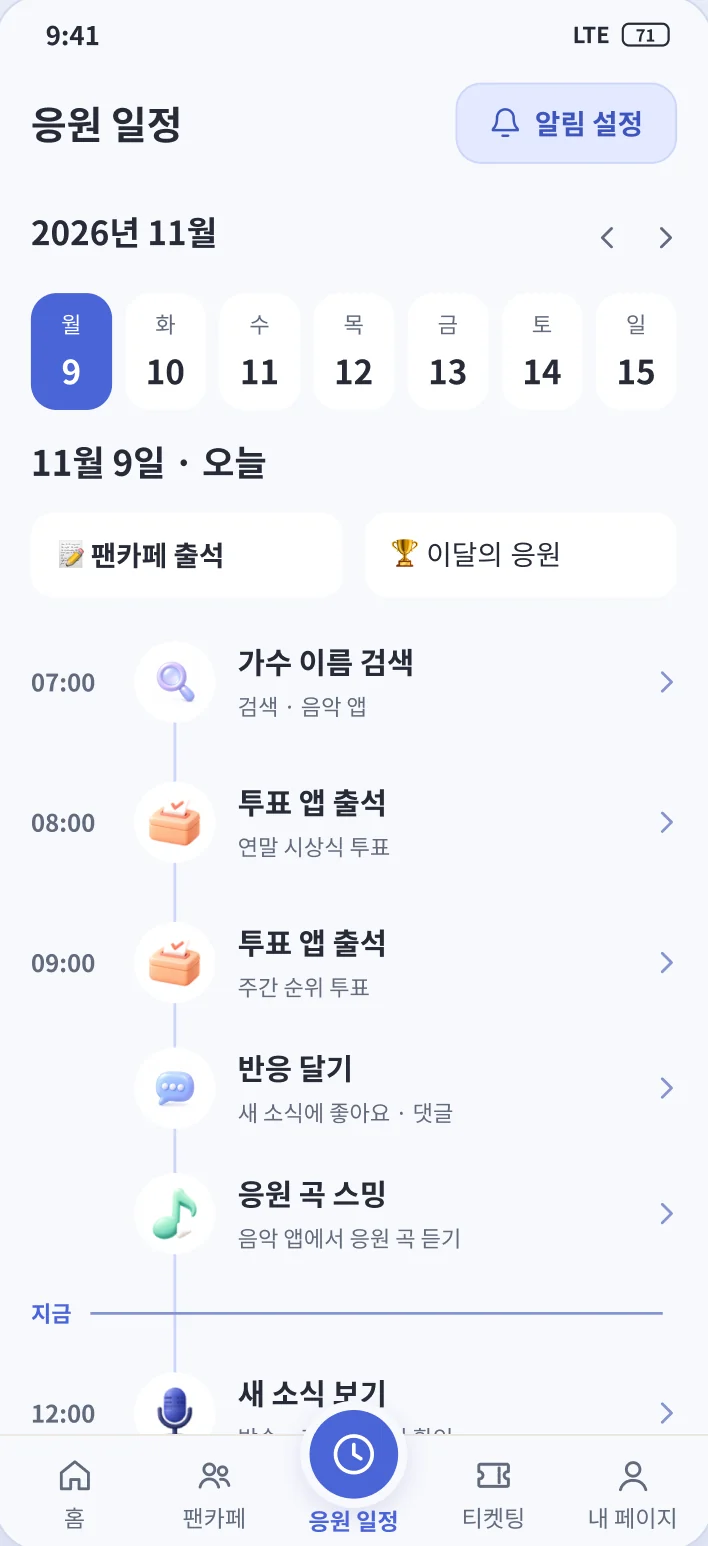 9:41
LTE 71
응원 일정
알림 설정
2026년 11월
월 화 수 목 금 토 일
9 10 11 12 13 14 15
11월 9일 · 오늘
팬카페 출석
이달의 응원
07:00
가수 이름 검색
검색 · 음악 앱
08:00
투표 앱 출석
연말 시상식 투표
09:00
투표 앱 출석
주간 순위 투표
반응 달기
새 소식에 좋아요 · 댓글
응원 곡 스밍
음악 앱에서 응원 곡 듣기
지금
12:00
새 소식 보기
홈
팬카페
응원 일정
티켓팅
내 페이지